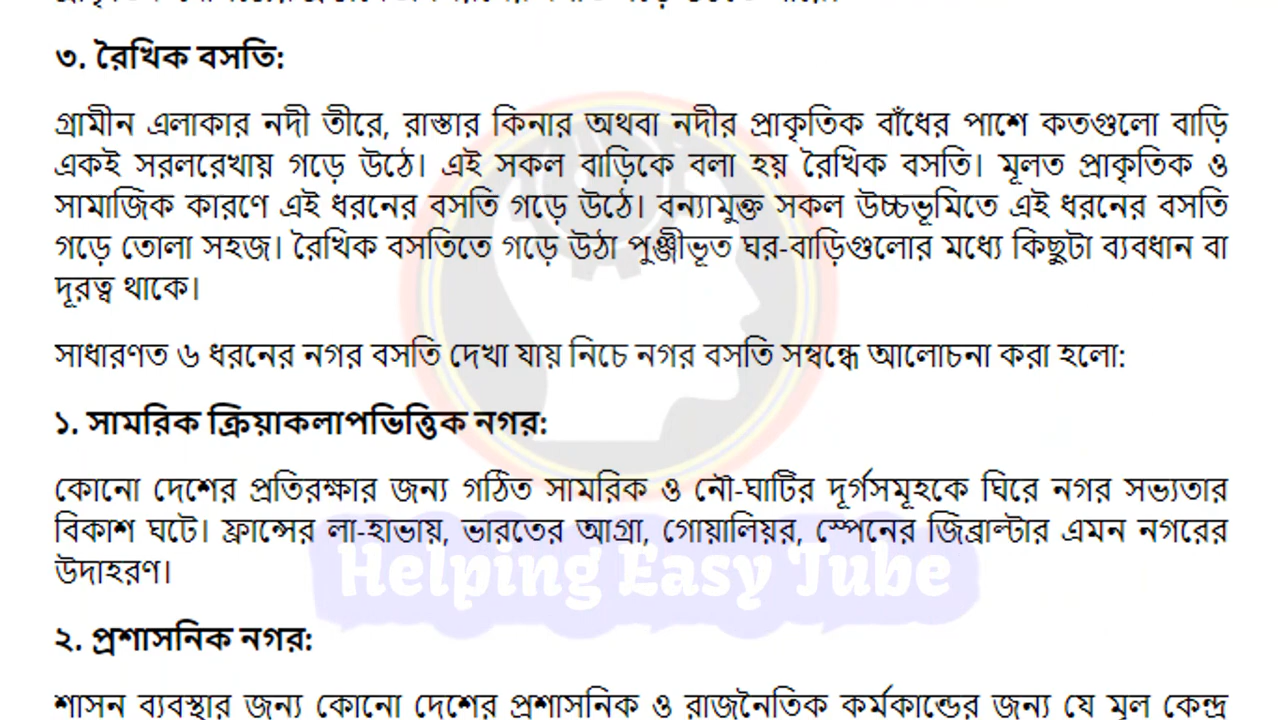 ৩. রৈখিক বসতি:
গ্রামীন এলাকার নদী তীরে, রাস্তার কিনার অথবা নদীর প্রাকৃতিক বাঁধের পাশে কতগুলো বাড়ি
একই সরলরেখায় গড়ে উঠে। এই সকল বাড়িকে বলা হয় রৈখিক বসতি। মূলত প্রাকৃতিক ও
সামাজিক কারণে এই ধরনের বসতি গড়ে উঠে। বন্যামুক্ত সকল উচ্চভূমিতে এই ধরনের বসতি
গড়ে তোলা সহজ। রৈখিক বসতিতে গড়ে উঠা পুঞ্জীভূত ঘর-বাড়িগুলোর মধ্যে কিছুটা ব্যবধান বা
দূরত্ব থাকে।
সাধারণত ৬ ধরনের নগর বসতি দেখা যায় নিচে নগর বসতি সম্বন্ধে আলোচনা করা হলো:
১. সামরিক ক্রিয়াকলাপভিত্তিক নগর:
কোনো দেশের প্রতিরক্ষার জন্য গঠিত সামরিক ও নৌ-ঘাটির দূর্গসমূহকে ঘিরে নগর সভ্যতার
বিকাশ ঘটে। ফ্রান্সের লা-হাভায়, ভারতের আগ্রা, গোয়ালিয়র, স্পেনের জিব্রাল্টার এমন নগরের
উদাহরণ।
Helping Easy Tube
২. প্রশাসনিক নগর:
শাসন ব্যবস্থার জন্য কোনো দেশের প্রশাসনিক ও রাজনৈতিক কর্মকান্ডের জন্য যে মূল কেন্দ্র